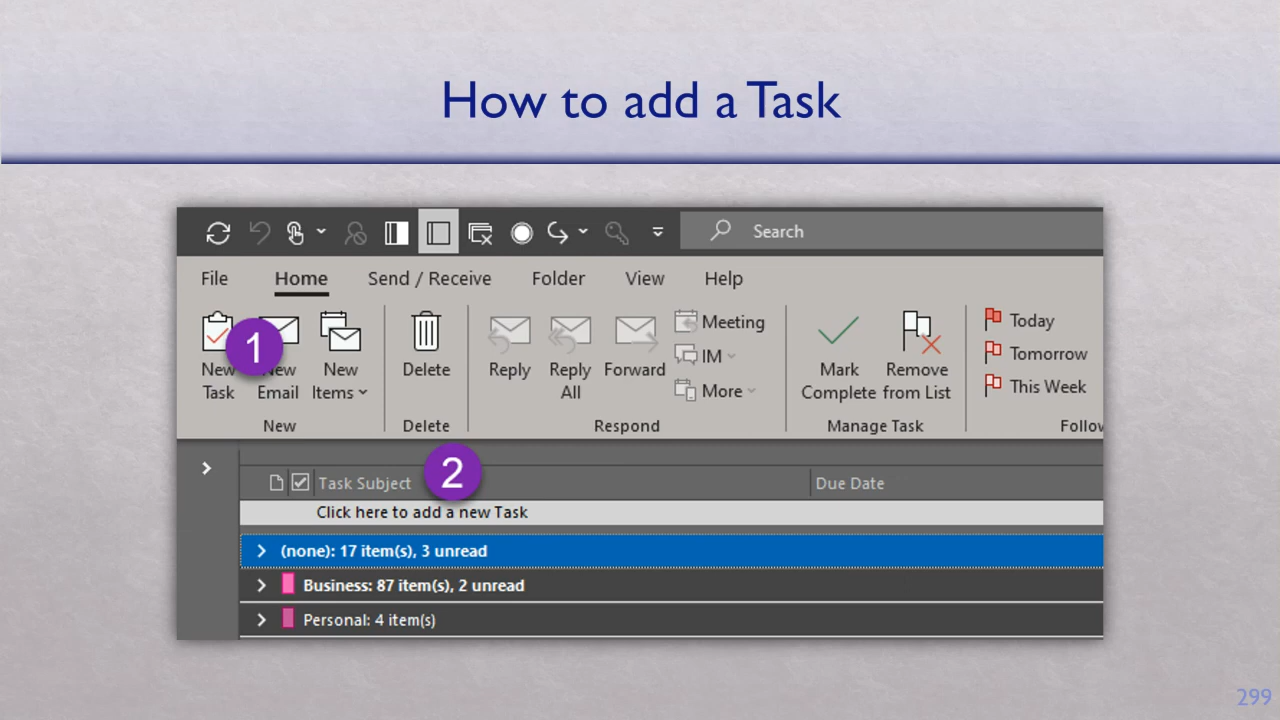 How to add a Task
Search
File Home Send / Receive Folder View Help
1
New Task
New Email
New Items
Delete
Reply
Reply All
Forward
Meeting
IM
More
Mark Complete
Remove from List
Today
Tomorrow
This Week
New Delete Respond Manage Task Follow
2
Task Subject Due Date
Click here to add a new Task
(none): 17 item(s), 3 unread
Business: 87 item(s), 2 unread
Personal: 4 item(s)
299